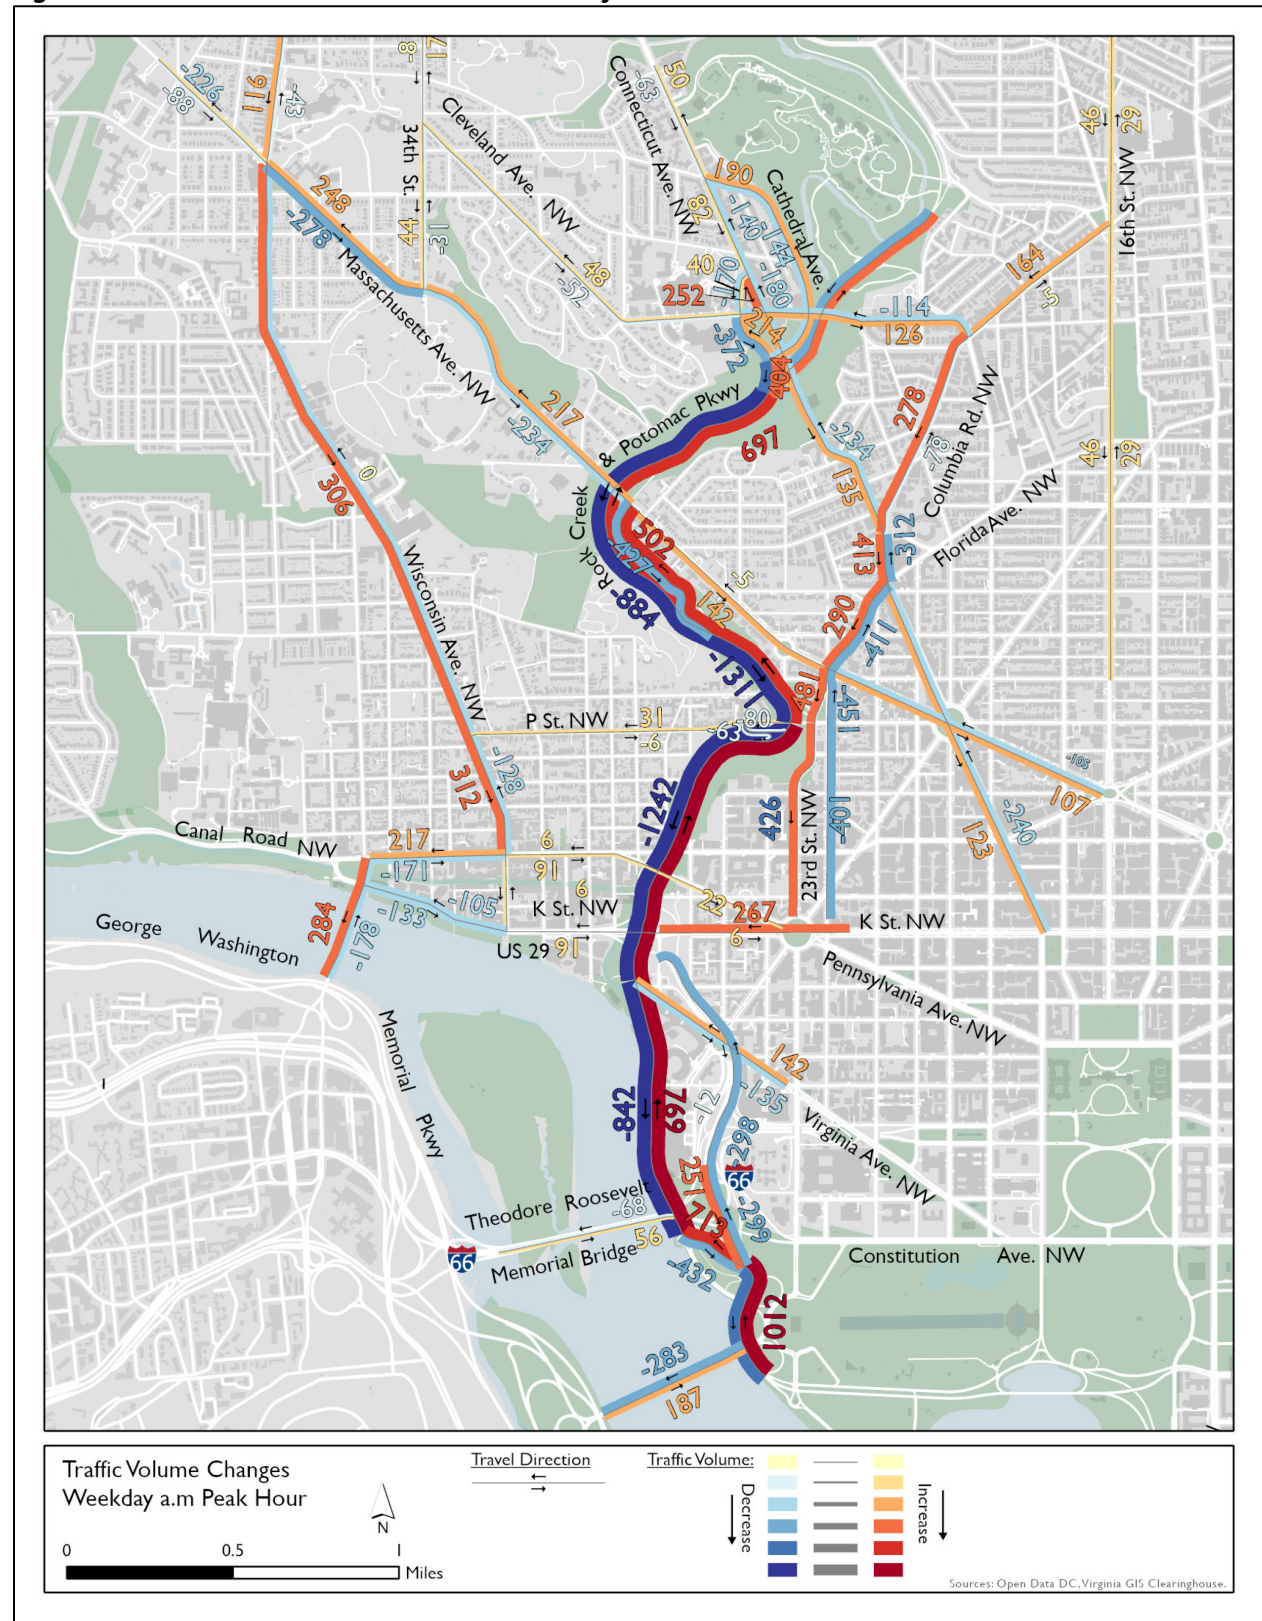 -226
-88
116
-43
-8
17
34th St.
44
-13
Cleveland Ave. NW
48
-52
-63
50
Connecticut Ave. NW
82
-140
190
Cathedral Ave.
144
-180
40
-170
252
214
-372
404
-114
126
46
29
16th St. NW
164
-5
46
29
248
-278
Massachusetts Ave. NW
217
-234
Rock Creek & Potomac Pkwy
697
-234
135
278
-78
Columbia Rd. NW
Florida Ave. NW
413
-312
290
-411
0
306
Wisconsin Ave. NW
502
-427
-884
-5
142
-1311
481
-451
P St. NW
31
-6
-80
-63
312
-128
-1242
426
23rd St. NW
-401
-105
107
-240
123
Canal Road NW
217
-171
6
91
6
K St. NW
22
267
6
K St. NW
284
-178
-133
-105
US 29
91
George Washington
Memorial Pkwy
Pennsylvania Ave. NW
142
-135
Virginia Ave. NW
-842
697
-12
-298
66
251
713
-299
Theodore Roosevelt
-68
56
Memorial Bridge
66
-432
Constitution Ave. NW
1012
-283
187
Traffic Volume Changes
Weekday a.m Peak Hour
N
0 0.5 1
Miles
Travel Direction
Traffic Volume:
Decrease
Increase
Sources: Open Data DC, Virginia GIS Clearinghouse.